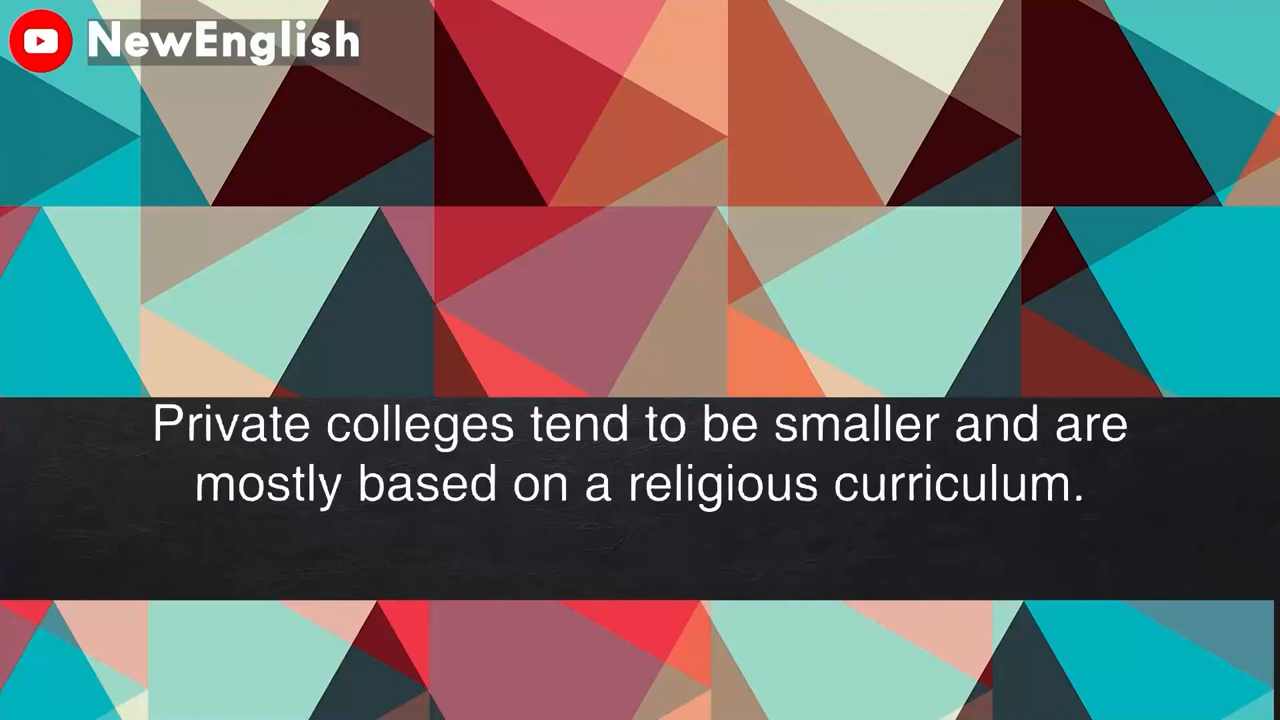 NewEnglish
Private colleges tend to be smaller and are
mostly based on a religious curriculum.